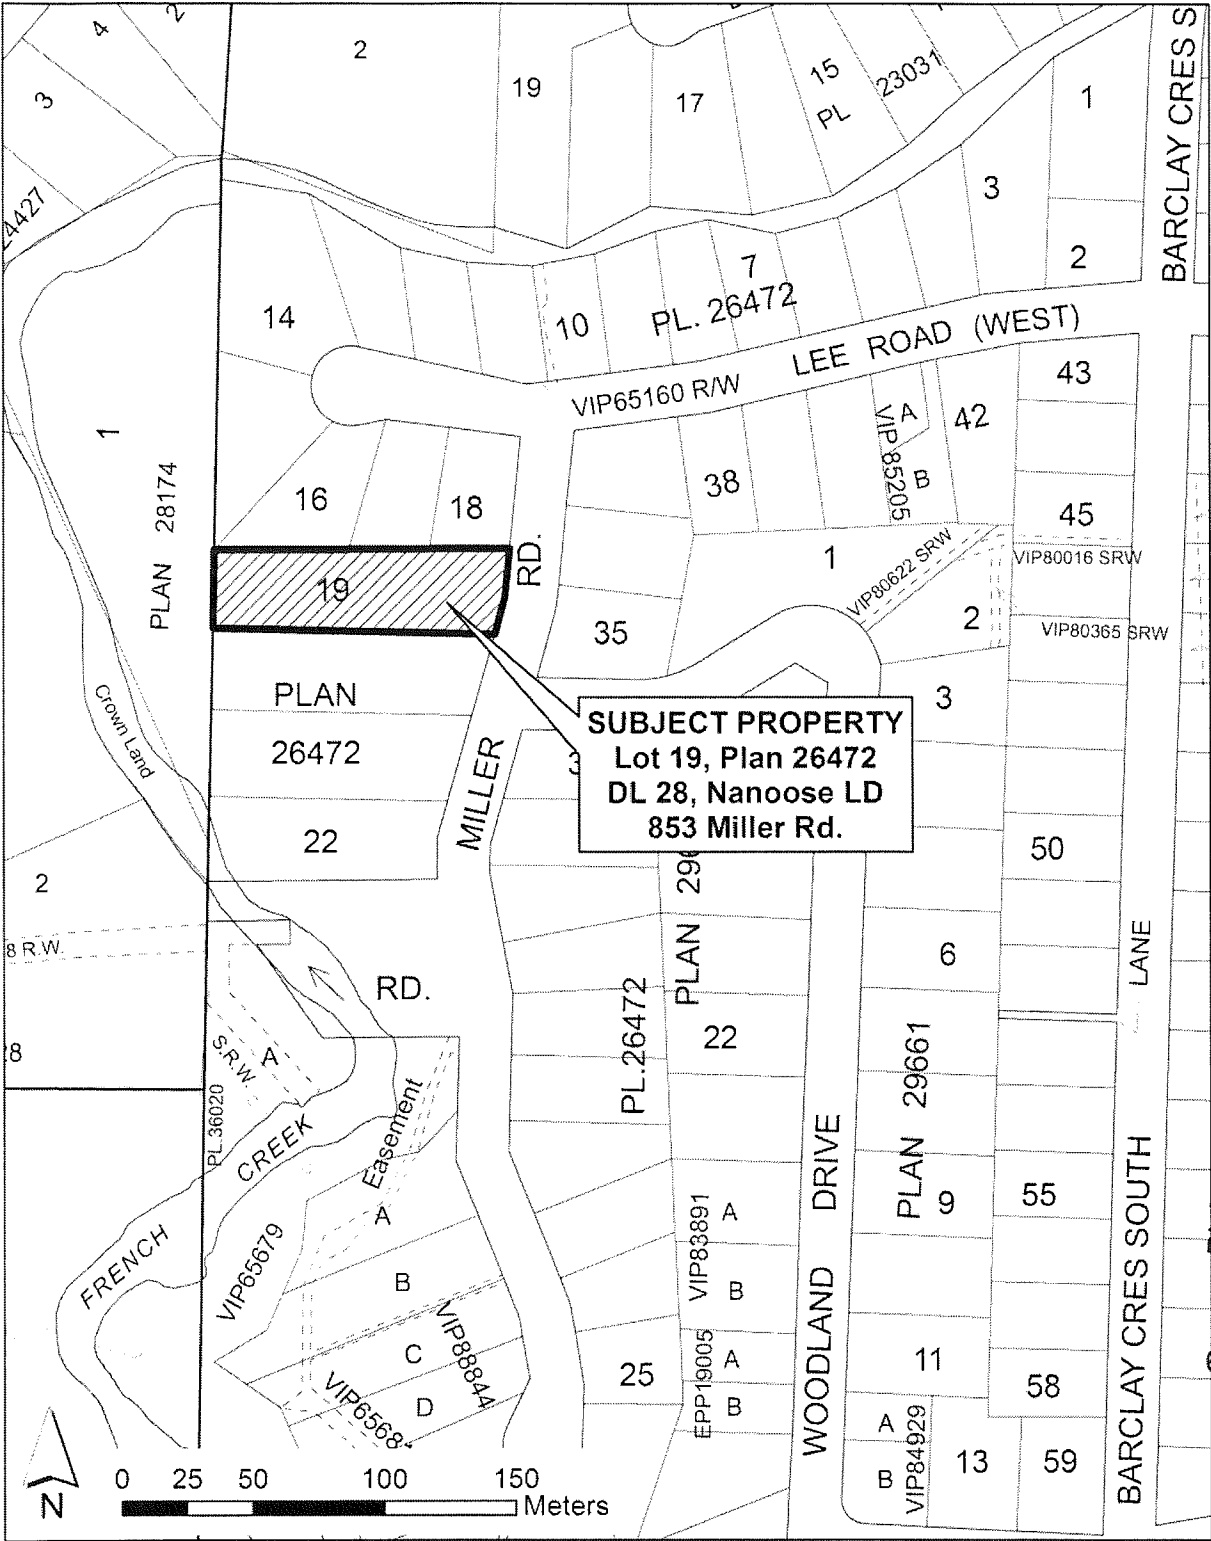 2
4
2
3
19
17
15
PL
23031
1
BARCLAY CRES S
3
2
24427
7
PL. 26472
14
10
LEE ROAD (WEST)
VIP65160 R/W
43
42
A
VIP 85205
B
38
45
1
PLAN 28174
16
18
RD.
1
VIP80622 SRW
VIP80016 SRW
19
35
2
VIP80365 SRW
PLAN
26472
3
Crown Land
SUBJECT PROPERTY
Lot 19, Plan 26472
DL 28, Nanoose LD
853 Miller Rd.
MILLER
22
50
2
8 R.W.
PLAN
6
LANE
RD.
PL.26472
22
PLAN 29661
28
S.R.W.
A
PL.36020
Easement
FRENCH CREEK
WOODLAND DRIVE
9
55
BARCLAY CRES SOUTH
VIP65679
A
VIP83891
A
B
B
VIP88844
C
D
EPP19005
A
B
25
11
58
A
B
VIP84929
13
59
N
0 25 50 100 150
Meters